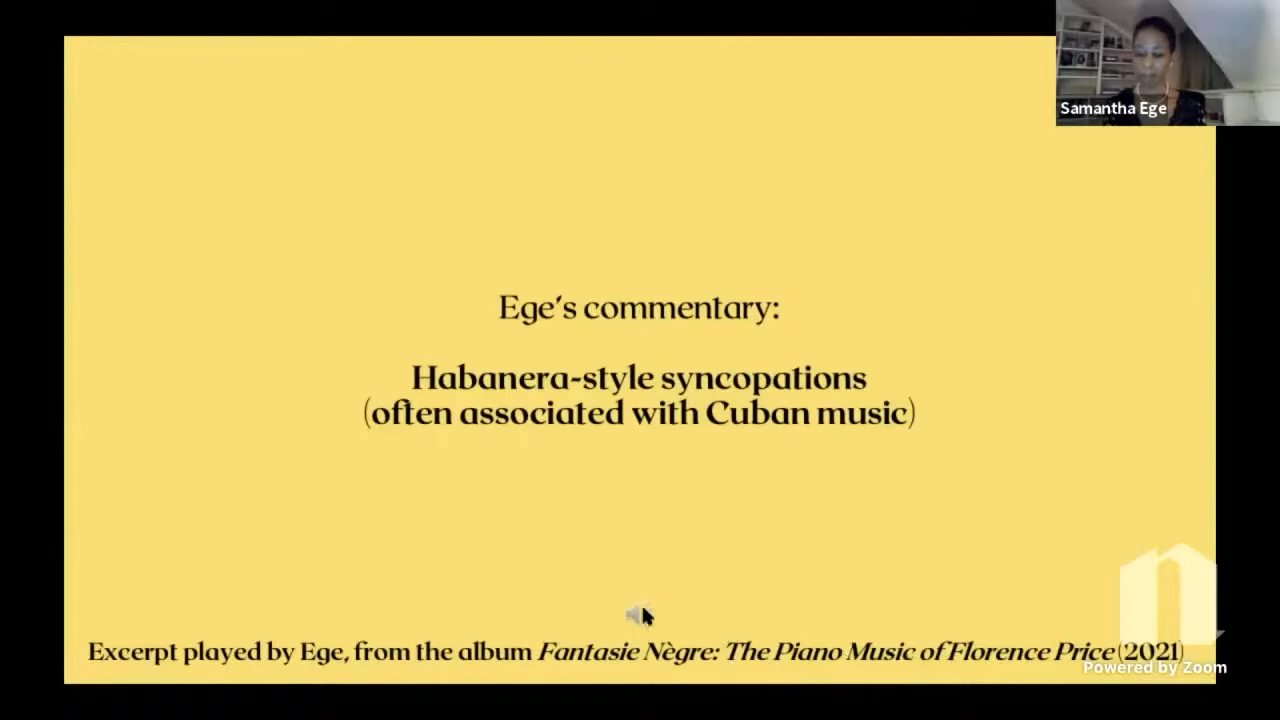 Samantha Ege
Ege's commentary:
Habanera-style syncopations
(often associated with Cuban music)
Excerpt played by Ege, from the album Fantasie Nègre: The Piano Music of Florence Price (2021)
Powered by Zoom